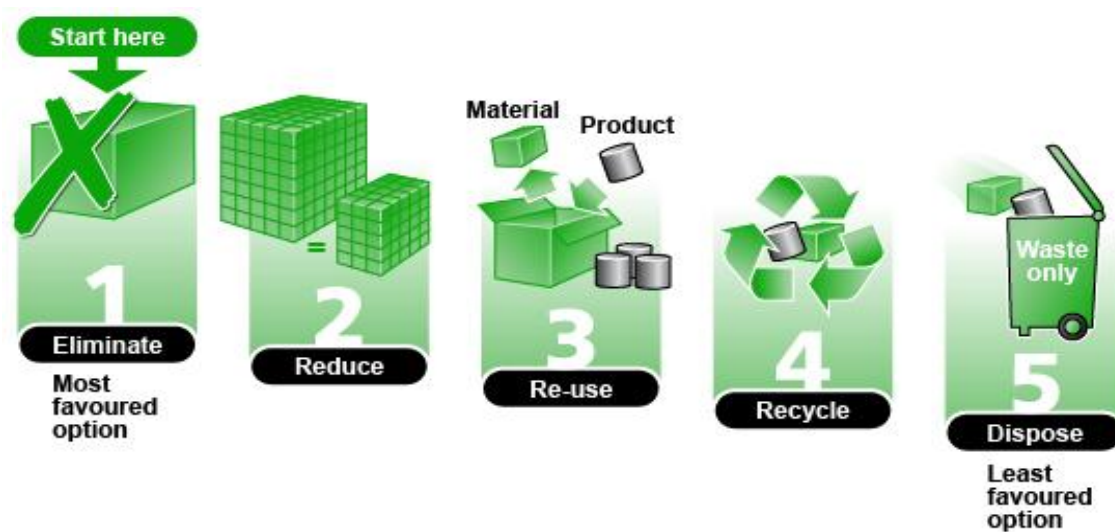 Start here
1
Eliminate
Most
favoured
option
=
2
Reduce
Material
Product
3
Re-use
4
Recycle
Waste
only
5
Dispose
Least
favoured
option